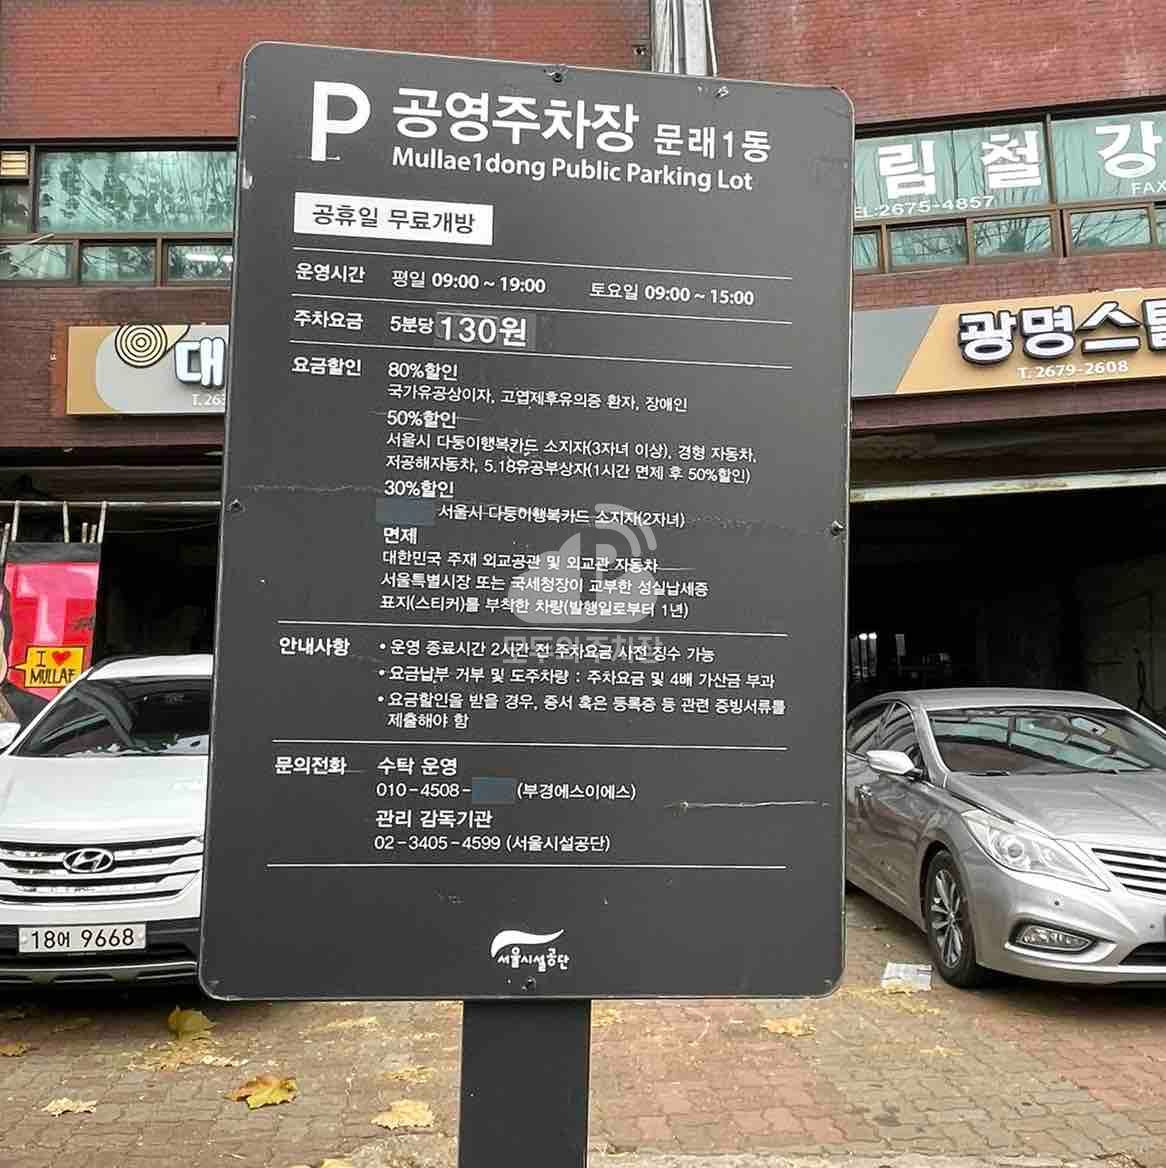 P 공영주차장 문래1동
Mullae1dong Public Parking Lot
공휴일 무료개방
운영시간 평일 09:00 ~ 19:00 토요일 09:00 ~ 15:00
주차요금 5분당 130원
요금할인 80%할인
국가유공상이자, 고엽제후유의증 환자, 장애인
50%할인
서울시 다둥이행복카드 소지자(3자녀 이상), 경형 자동차,
저공해자동차, 5.18유공부상자(1시간 면제 후 50%할인)
30%할인
서울시 다둥이행복카드 소지자(2자녀)
면제
대한민국 주재 외교공관 및 외교관 자동차
서울특별시장 또는 국세청장이 교부한 성실납세증
표지(스티커)를 부착한 차량(발행일로부터 1년)
안내사항 • 운영 종료시간 2시간 전 주차요금 사전 징수 가능
• 요금납부 거부 및 도주차량 : 주차요금 및 4배 가산금 부과
• 요금할인을 받을 경우, 증서 혹은 등록증 등 관련 증빙서류를
제출해야 함
문의전화 수탁 운영
010-4508- (부경에스이에스)
관리 감독기관
02-3405-4599 (서울시설공단)
서울시설공단
모두의주차장
림철강
TEL:2675-4857
FAX
광명스틸
T. 2679-2608
대
T. 263
I ♥
MULLAE
18어 9668